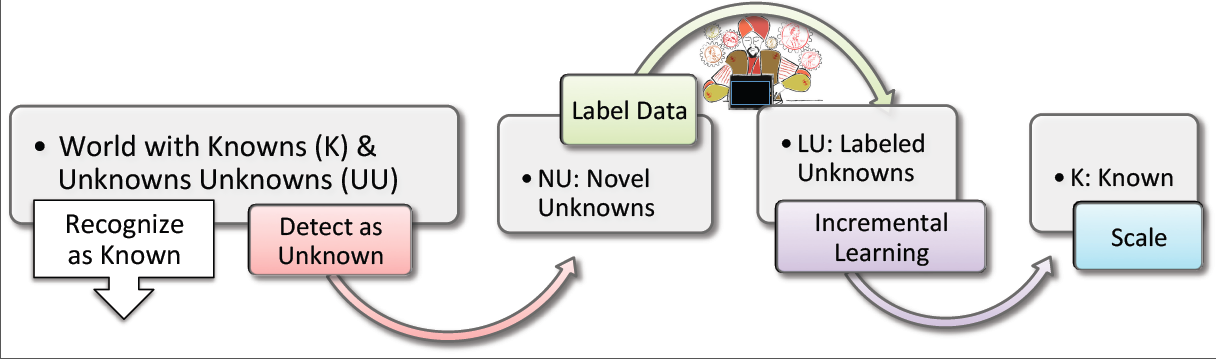 • World with Knowns (K) &
Unknowns Unknowns (UU)
Recognize
as Known
Detect as
Unknown
Label Data
• NU: Novel
Unknowns
• LU: Labeled
Unknowns
Incremental
Learning
• K: Known
Scale